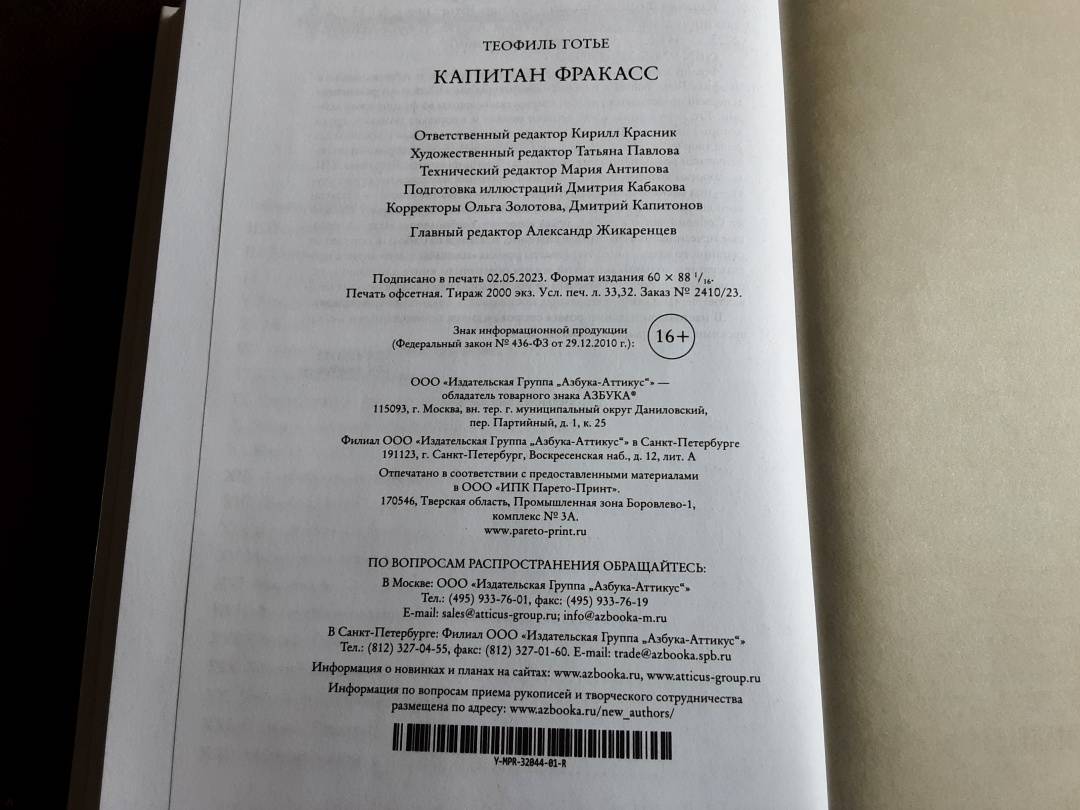 ТЕОФИЛЬ ГОТЬЕ
КАПИТАН ФРАКАСС
Ответственный редактор Кирилл Красник
Художественный редактор Татьяна Павлова
Технический редактор Мария Антипова
Подготовка иллюстраций Дмитрия Кабакова
Корректоры Ольга Золотова, Дмитрий Капитонов
Главный редактор Александр Жикаренцев
Подписано в печать 02.05.2023. Формат издания 60 × 88 1/16.
Печать офсетная. Тираж 2000 экз. Усл. печ. л. 33,32. Заказ № 2410/23.
Знак информационной продукции
(Федеральный закон № 436-ФЗ от 29.12.2010 г.):
16+
ООО «Издательская Группа „Азбука-Аттикус“» —
обладатель товарного знака АЗБУКА®
115093, г. Москва, вн. тер. г. муниципальный округ Даниловский,
пер. Партийный, д. 1, к. 25
Филиал ООО «Издательская Группа „Азбука-Аттикус“» в Санкт-Петербурге
191123, г. Санкт-Петербург, Воскресенская наб., д. 12, лит. А
Отпечатано в соответствии с предоставленными материалами
в ООО «ИПК Парето-Принт».
170546, Тверская область, Промышленная зона Боровлево-1,
комплекс № 3А.
www.pareto-print.ru
ПО ВОПРОСАМ РАСПРОСТРАНЕНИЯ ОБРАЩАЙТЕСЬ:
В Москве: ООО «Издательская Группа „Азбука-Аттикус“»
Тел.: (495) 933-76-01, факс: (495) 933-76-19
E-mail: sales@atticus-group.ru; info@azbooka-m.ru
В Санкт-Петербурге: Филиал ООО «Издательская Группа „Азбука-Аттикус“»
Тел.: (812) 327-04-55, факс: (812) 327-01-60. E-mail: trade@azbooka.spb.ru
Информация о новинках и планах на сайтах: www.azbooka.ru, www.atticus-group.ru
Информация по вопросам приема рукописей и творческого сотрудничества
размещена по адресу: www.azbooka.ru/new_authors/
Y-MPR-32044-01-R